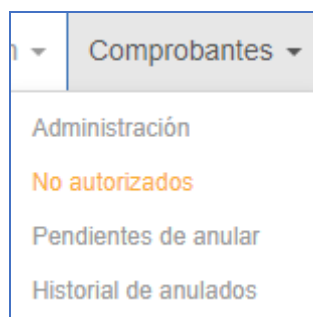 Comprobantes
Administración
No autorizados
Pendientes de anular
Historial de anulados